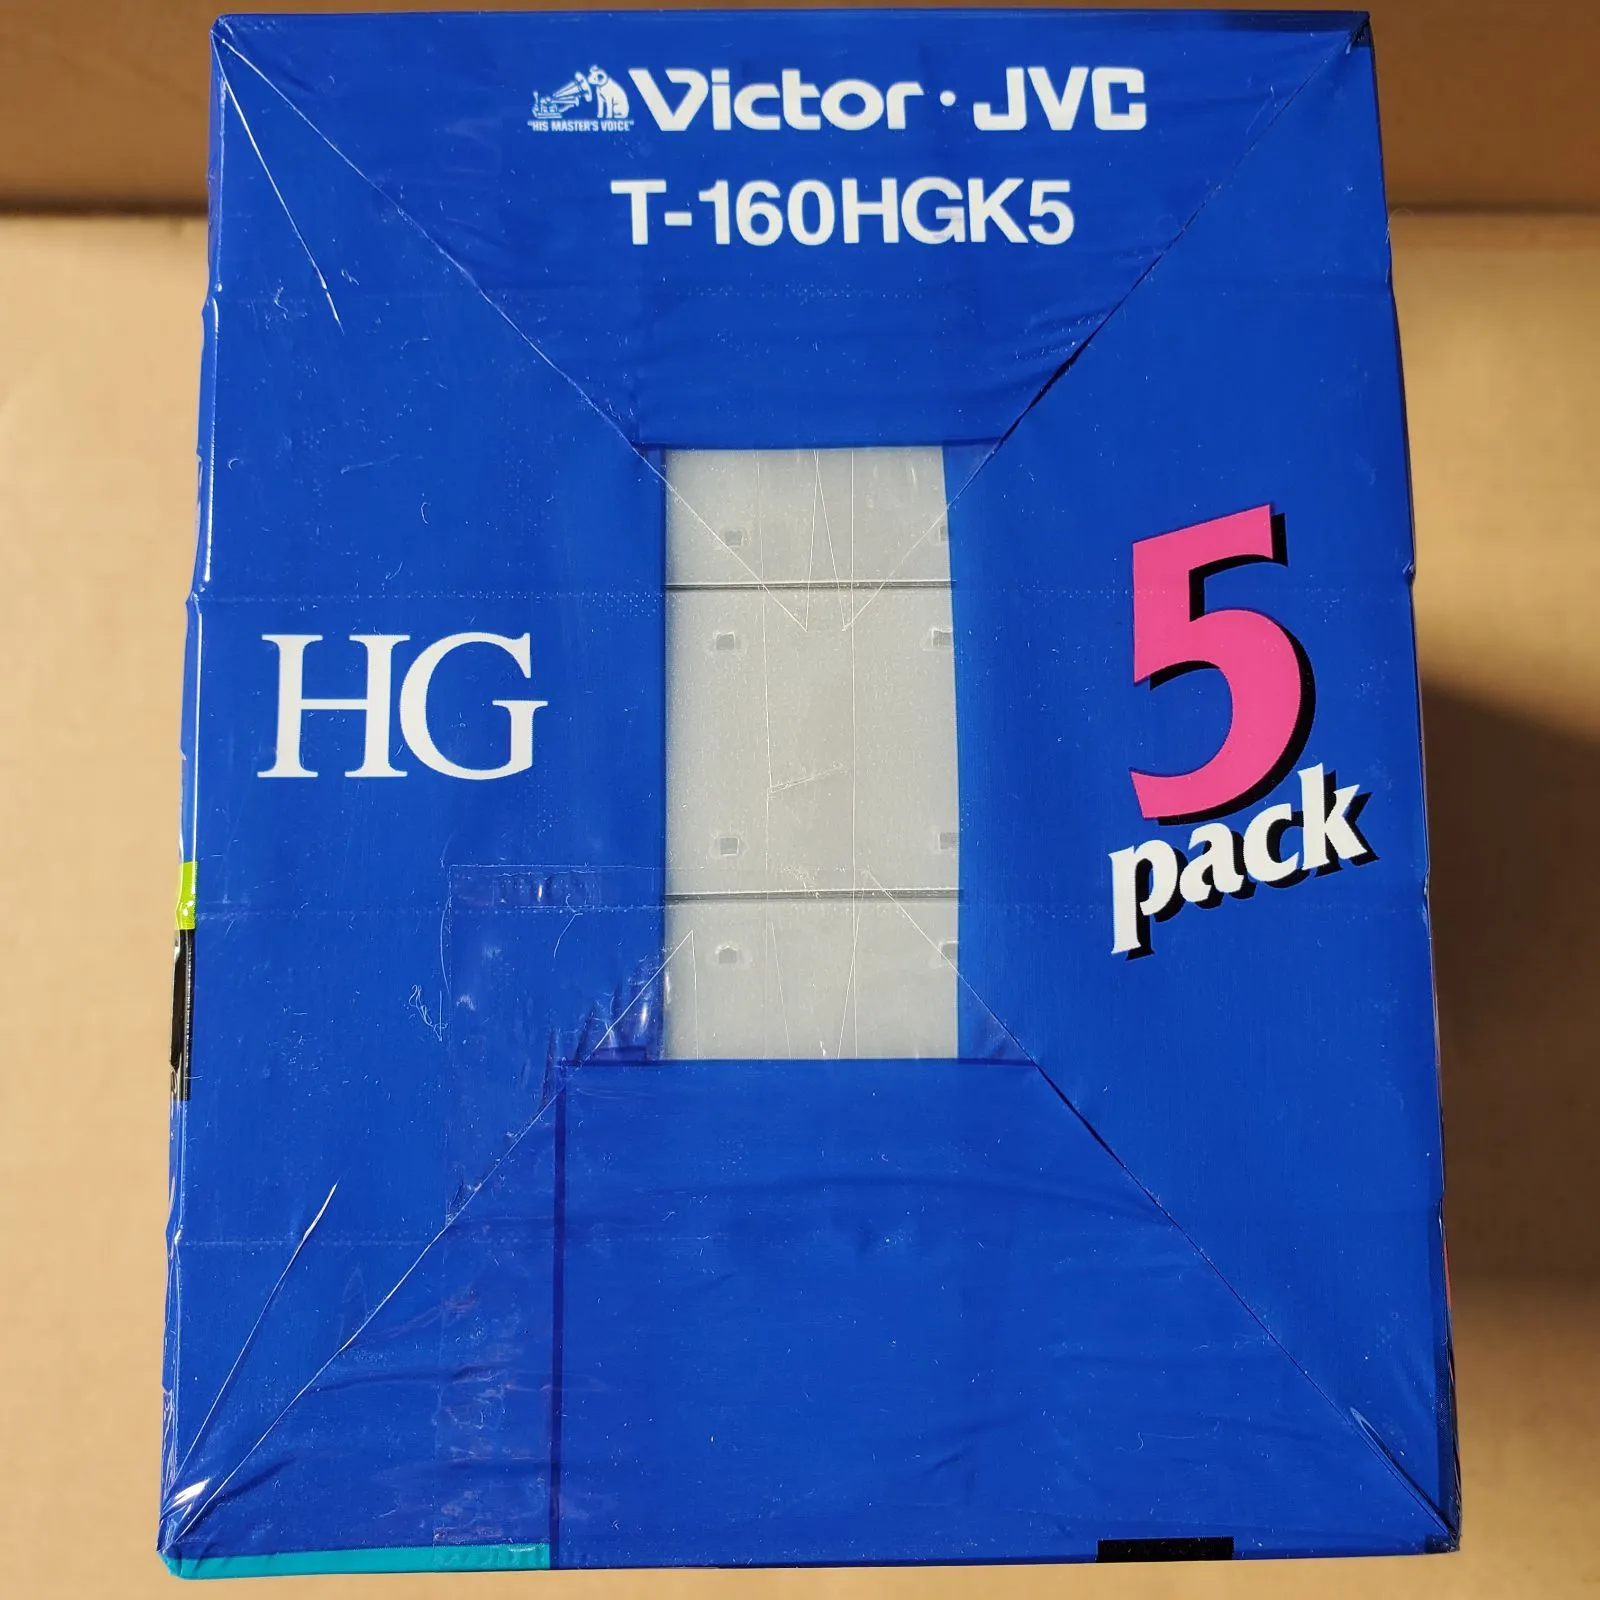 "HIS MASTER'S VOICE"
Victor · JVC
T-160HGK5
HG
5
pack